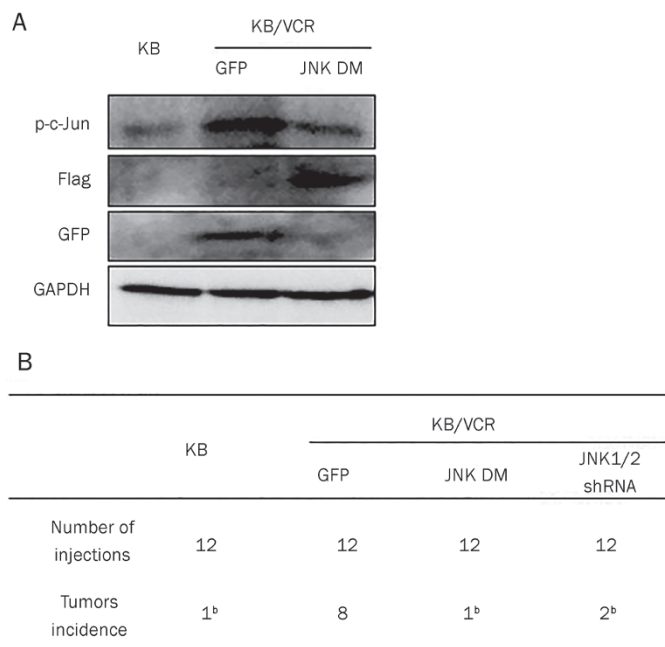 A
KB/VCR
KB
GFP JNK DM
p-c-Jun
Flag
GFP
GAPDH
B
KB/VCR
KB
GFP JNK DM JNK1/2
shRNA
Number of
injections
12 12 12 12
Tumors
incidence
1ᵇ 8 1ᵇ 2ᵇ